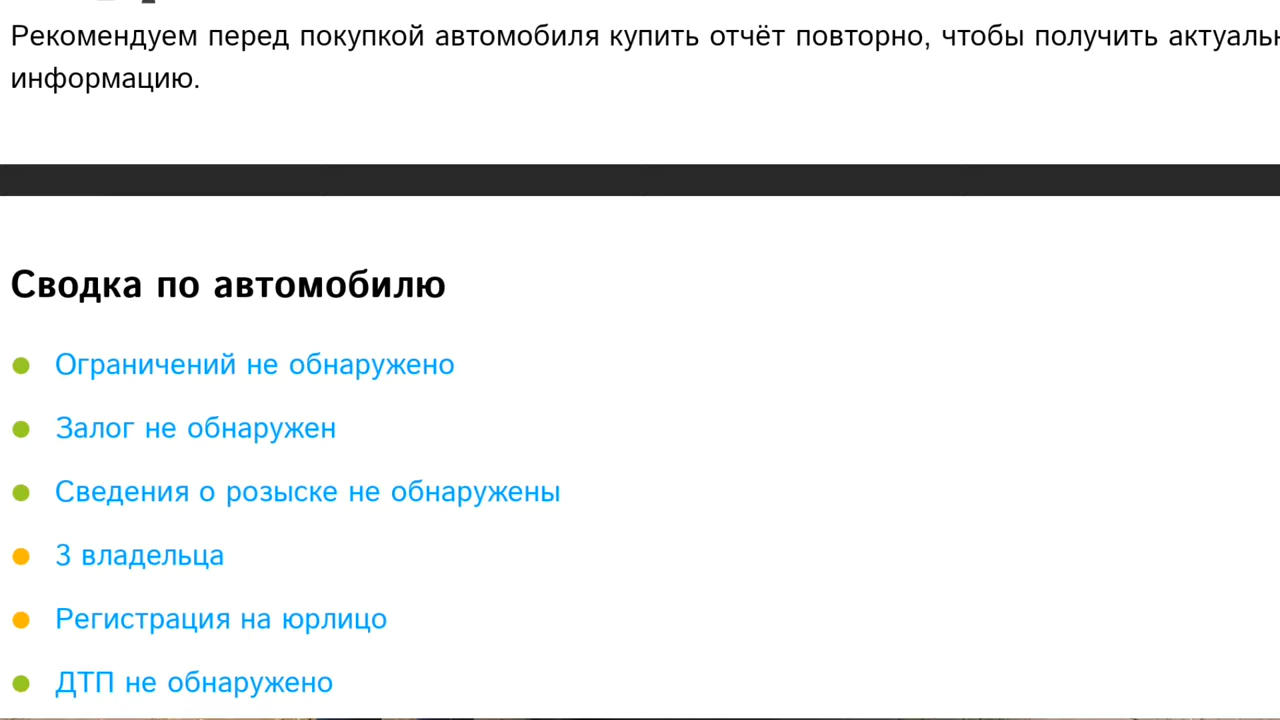 Рекомендуем перед покупкой автомобиля купить отчёт повторно, чтобы получить
информацию.
Сводка по автомобилю
Ограничений не обнаружено
Залог не обнаружен
Сведения о розыске не обнаружены
3 владельца
Регистрация на юрлицо
ДТП не обнаружено